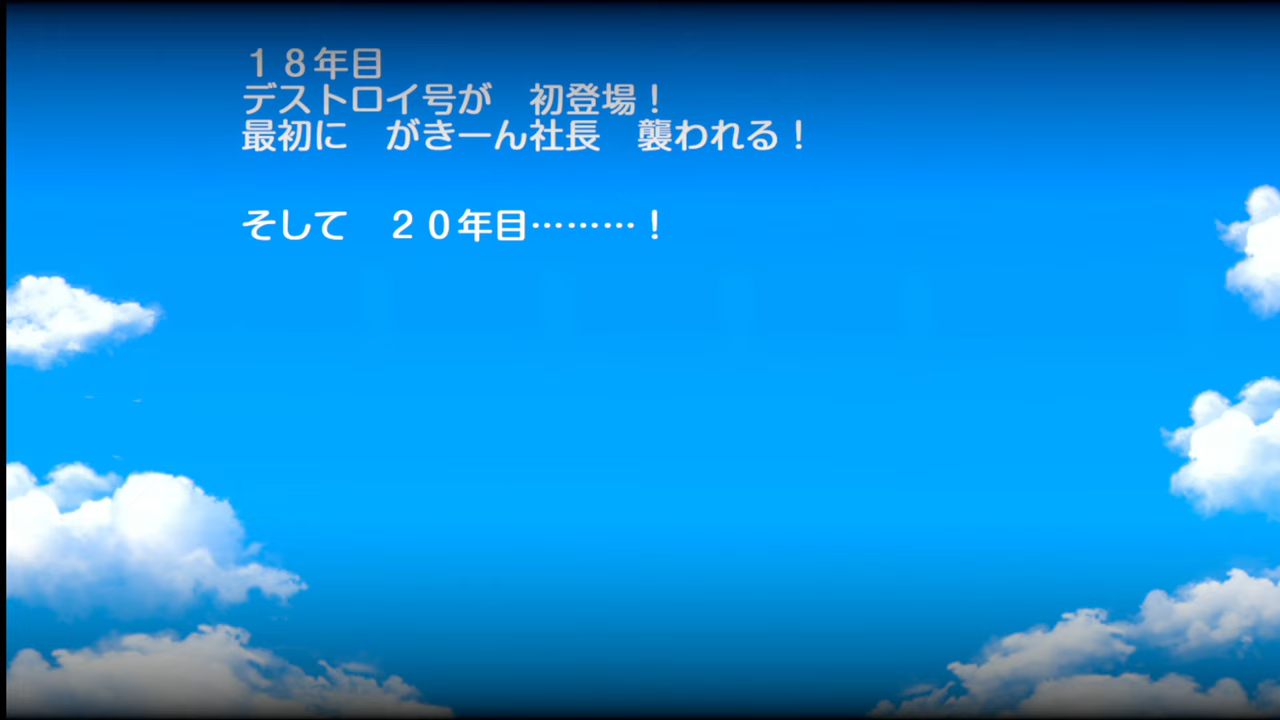 １８年目
デストロイ号が　初登場！
最初に　がきーん社長　襲われる！
そして　２０年目………！